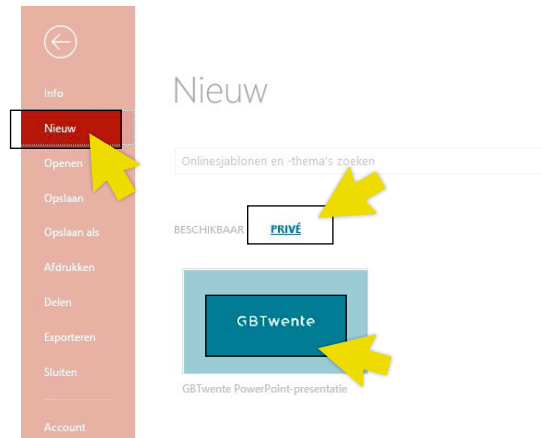 Info
Nieuw
Openen
Opslaan
Opslaan als
Afdrukken
Delen
Exporteren
Sluiten
Account
Nieuw
Onlinesjablonen en -thema's zoeken
BESCHIKBAAR PRIVÉ
GBTwente
GBTwente PowerPoint-presentatie